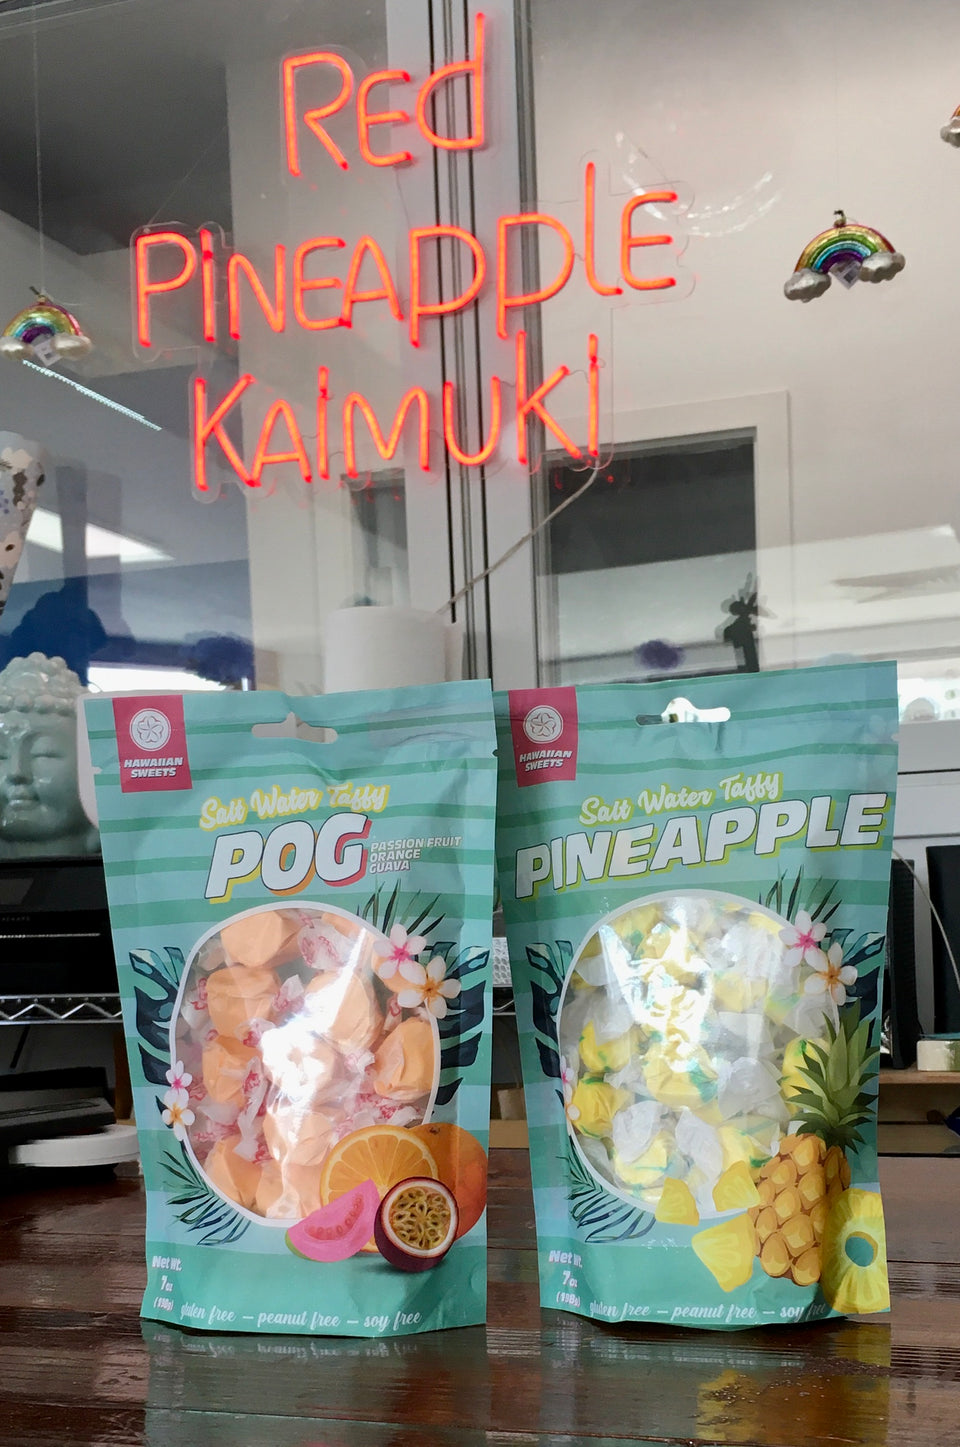 Red
PINEAPPLE
KAIMUKI
HAWAIIAN
SWEETS
Salt Water Taffy
POG
PASSION FRUIT
ORANGE
GUAVA
Net Wt.
7oz
(198g)
gluten free – peanut free – soy free
HAWAIIAN
SWEETS
Salt Water Taffy
PINEAPPLE
Net Wt.
7oz
(198g)
gluten free – peanut free – soy free